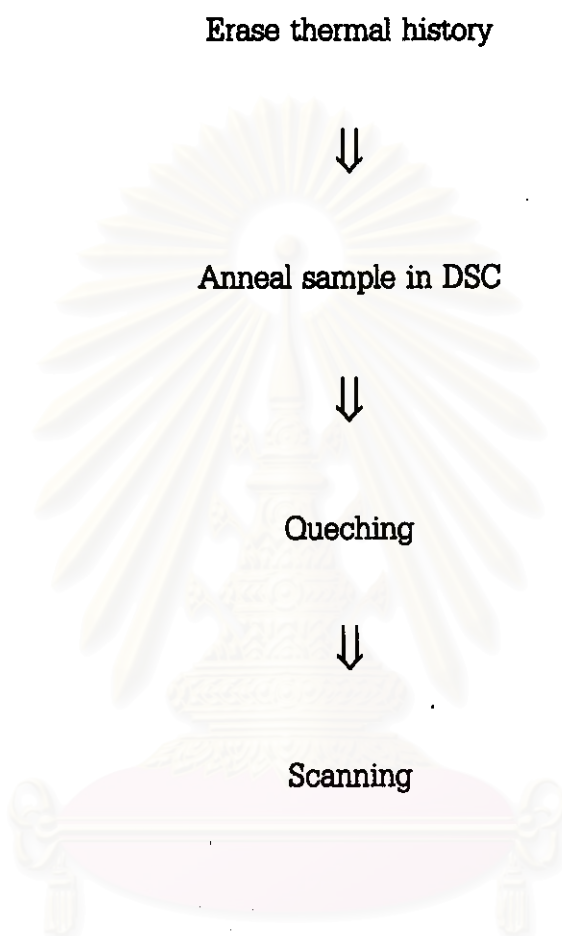 Erase thermal history
⇓
Anneal sample in DSC
⇓
Queching
⇓
Scanning